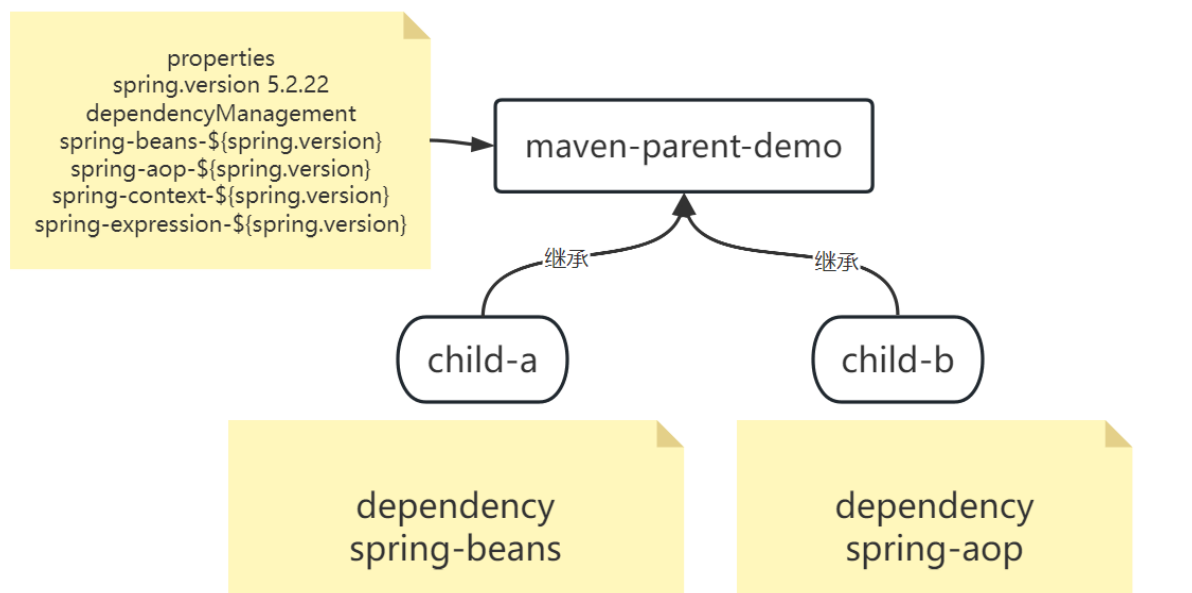 properties
spring.version 5.2.22
dependencyManagement
spring-beans-${spring.version}
spring-aop-${spring.version}
spring-context-${spring.version}
spring-expression-${spring.version}
maven-parent-demo
继承
继承
child-a
child-b
dependency
spring-beans
dependency
spring-aop